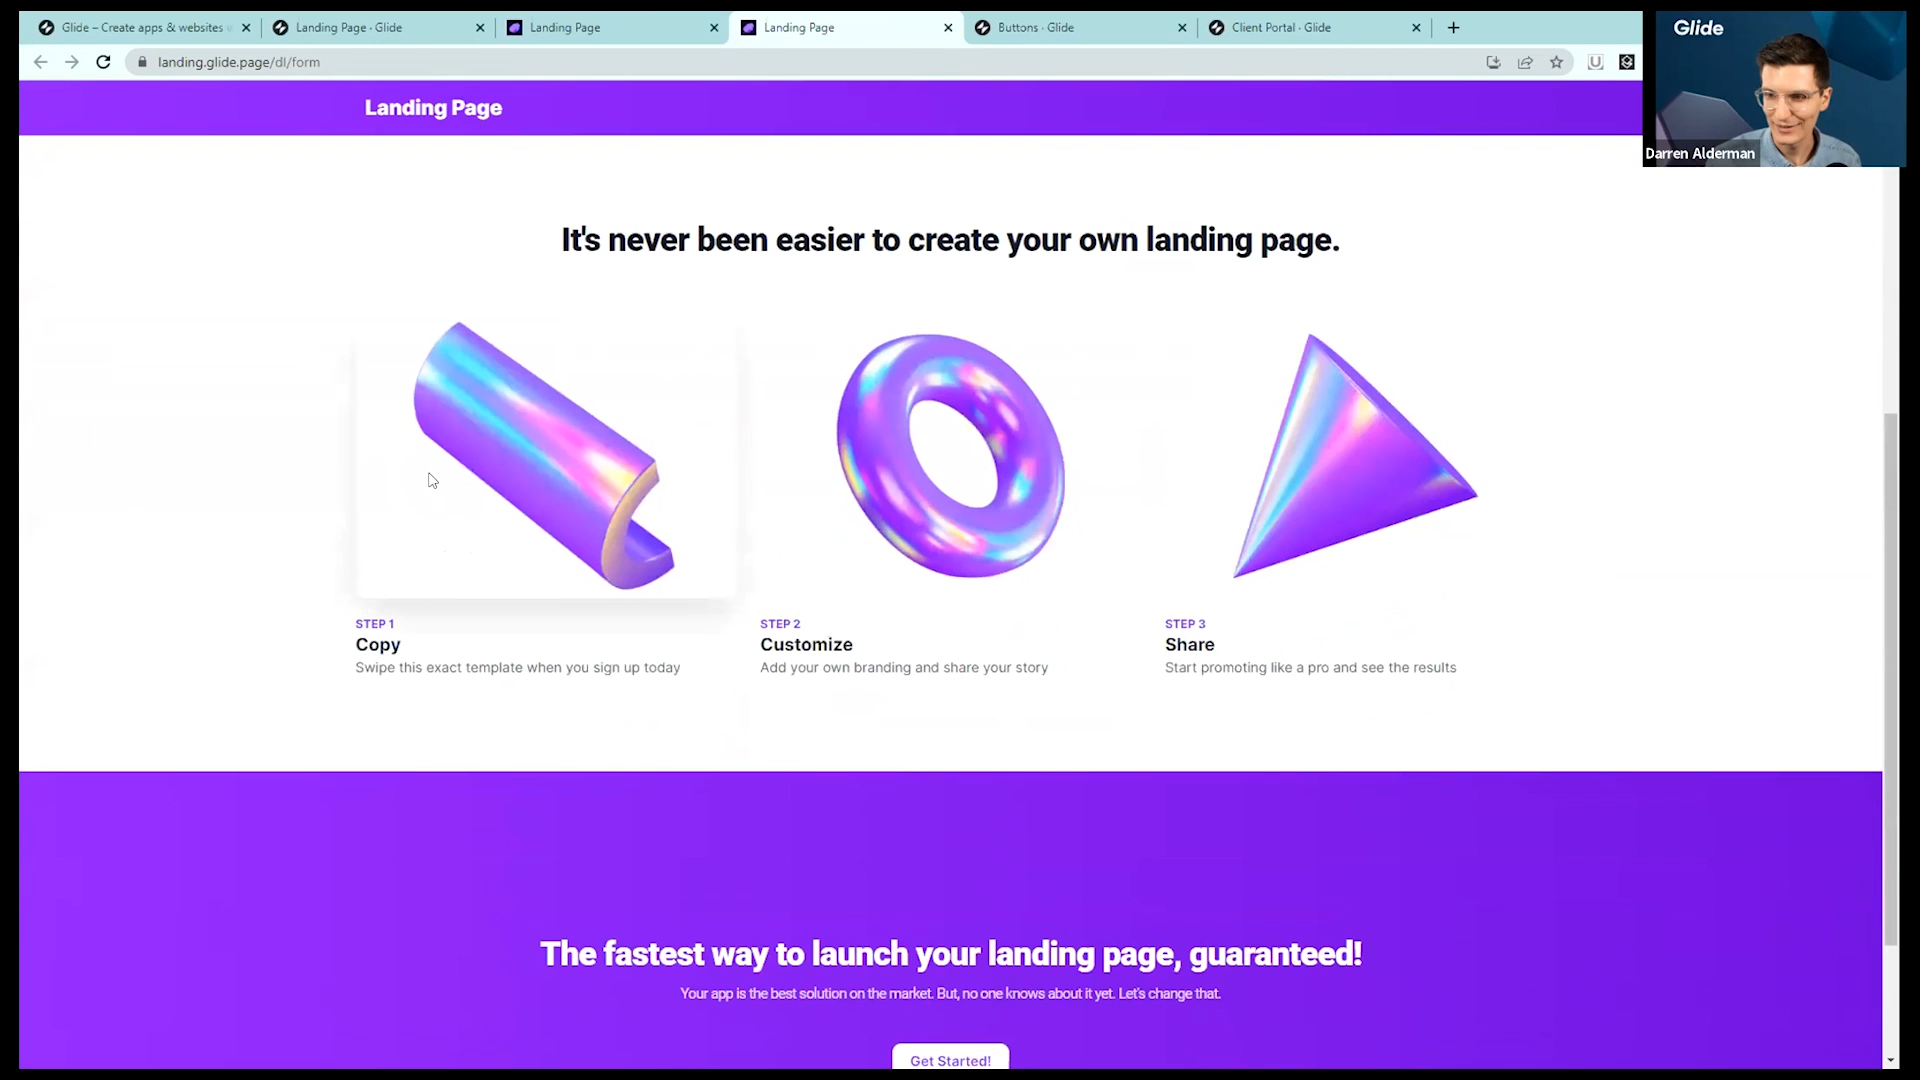 Glide – Create apps & websites
Landing Page · Glide
Landing Page
Landing Page
Buttons · Glide
Client Portal · Glide
landing.glide.page/dl/form
Glide
Darren Alderman
Landing Page
It's never been easier to create your own landing page.
STEP 1
Copy
Swipe this exact template when you sign up today
STEP 2
Customize
Add your own branding and share your story
STEP 3
Share
Start promoting like a pro and see the results
The fastest way to launch your landing page, guaranteed!
Your app is the best solution on the market. But, no one knows about it yet. Let's change that.
Get Started!